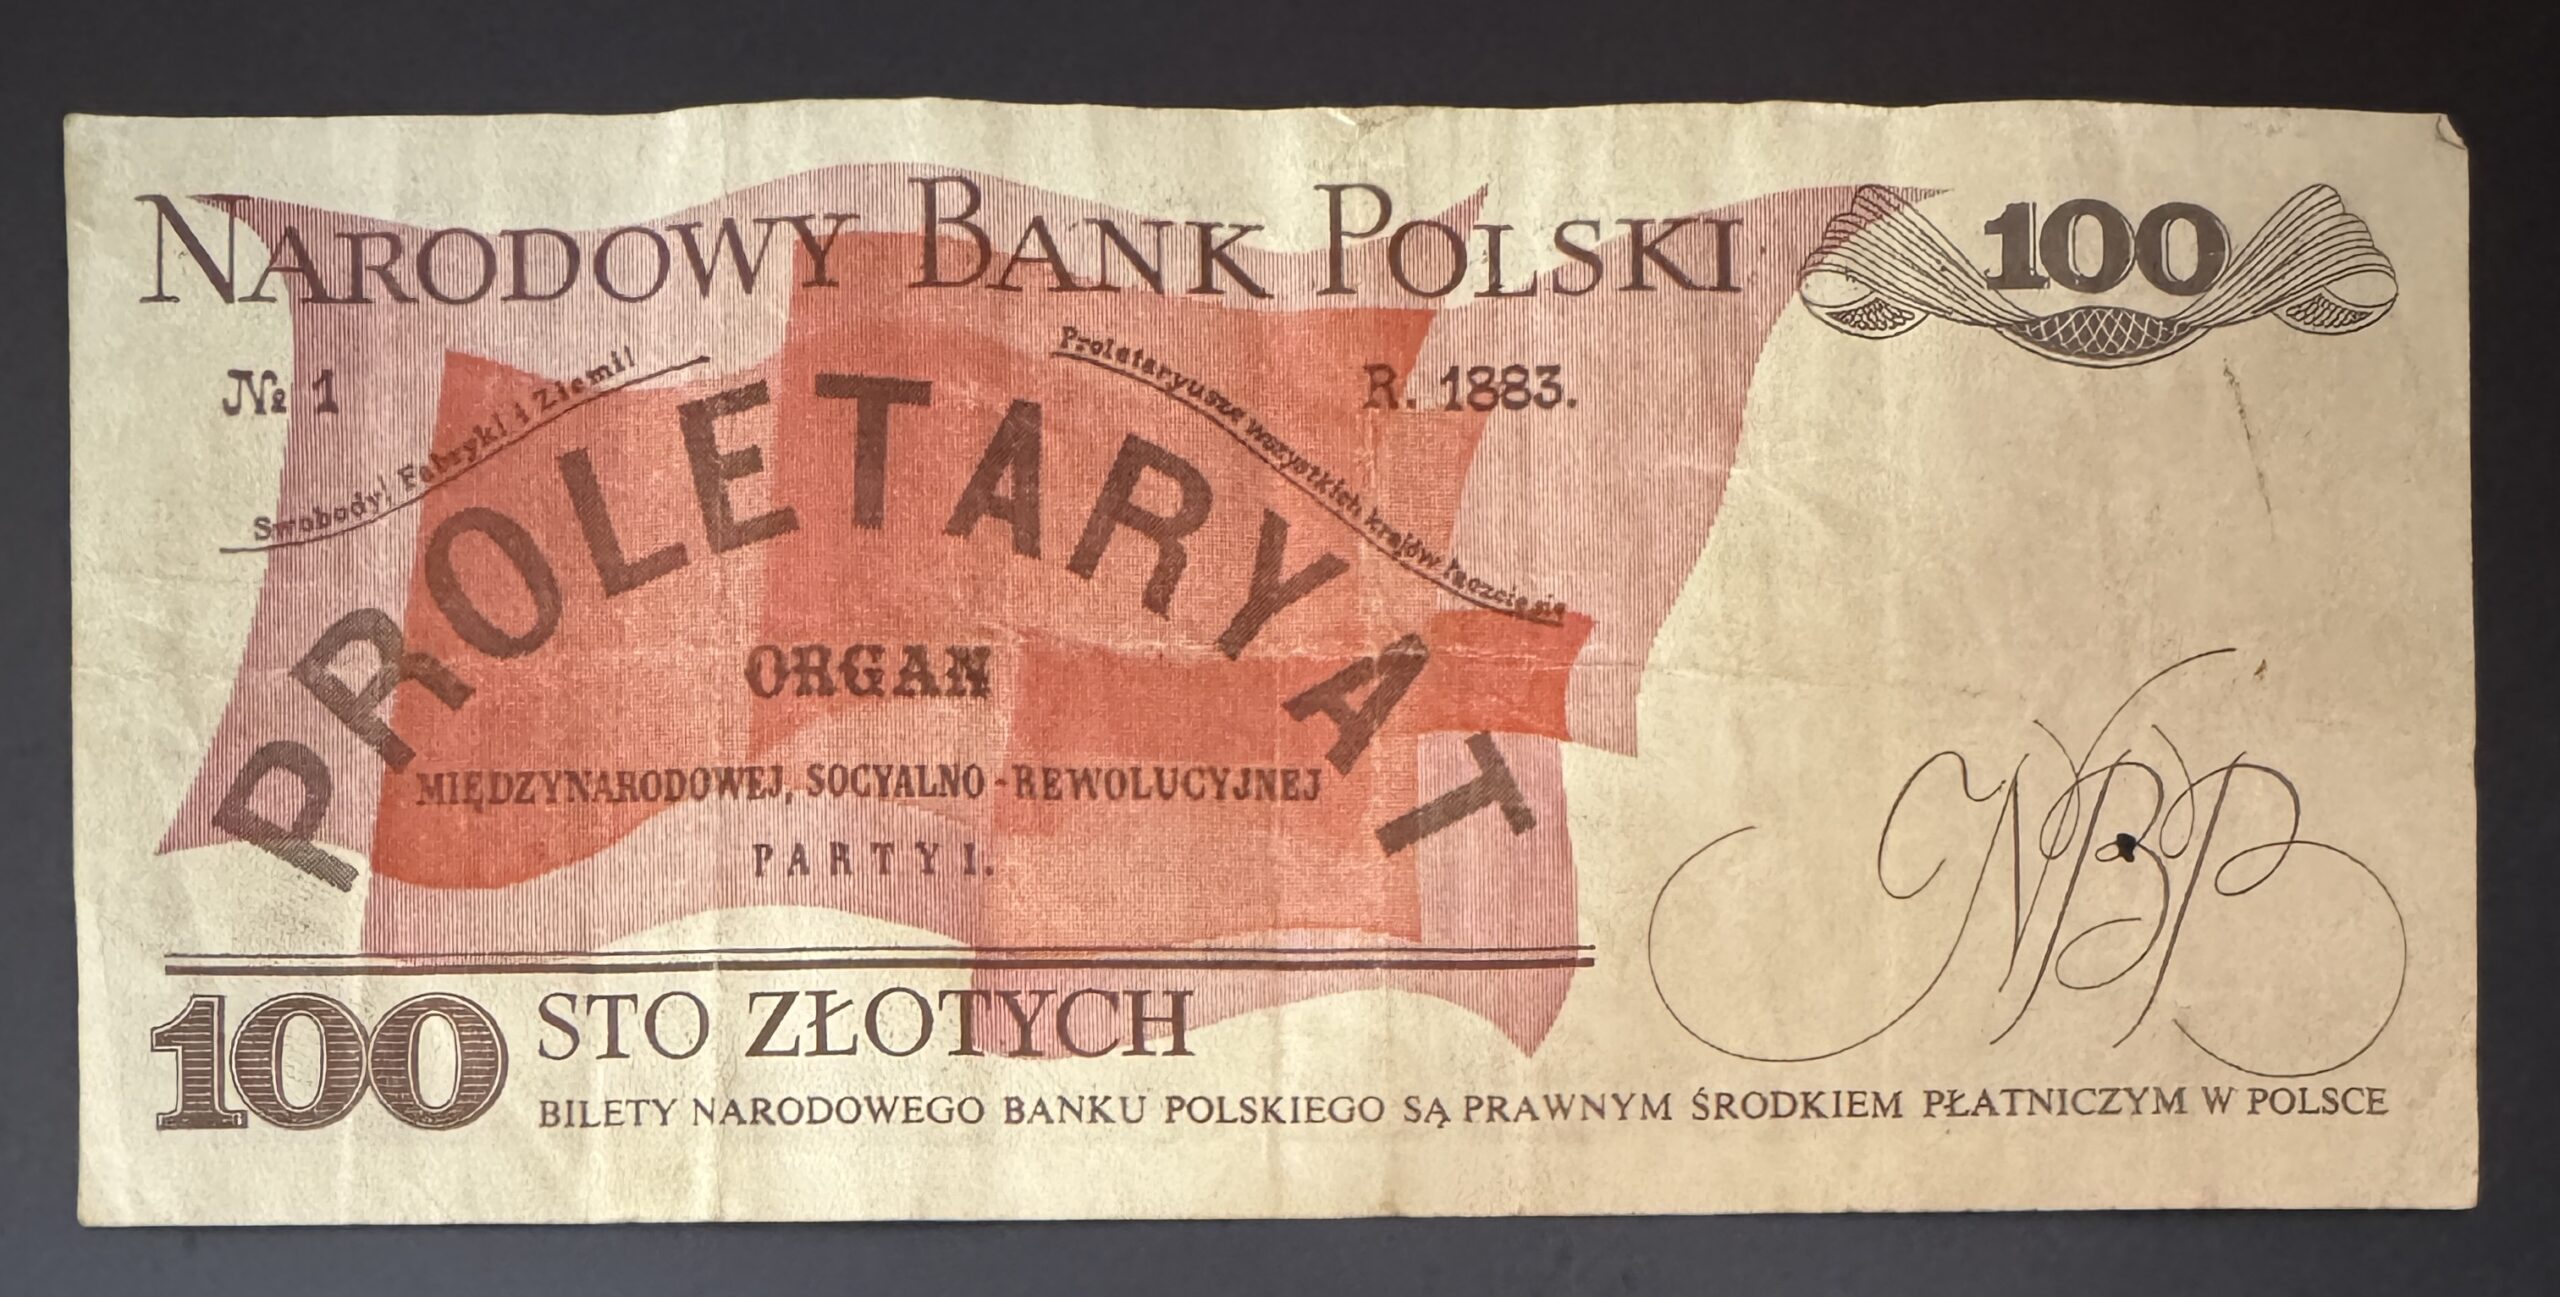 NARODOWY BANK POLSKI
100
№ 1
Swobody! Fabryki i Ziemi!
Proletaryusze wszystkich krajów łączcie się
R. 1883.
PROLETARYAT
ORGAN
MIĘDZYNARODOWEJ, SOCYALNO-REWOLUCYJNEJ
PARTYI.
NBP
100 STO ZŁOTYCH
BILETY NARODOWEGO BANKU POLSKIEGO SĄ PRAWNYM ŚRODKIEM PŁATNICZYM W POLSCE